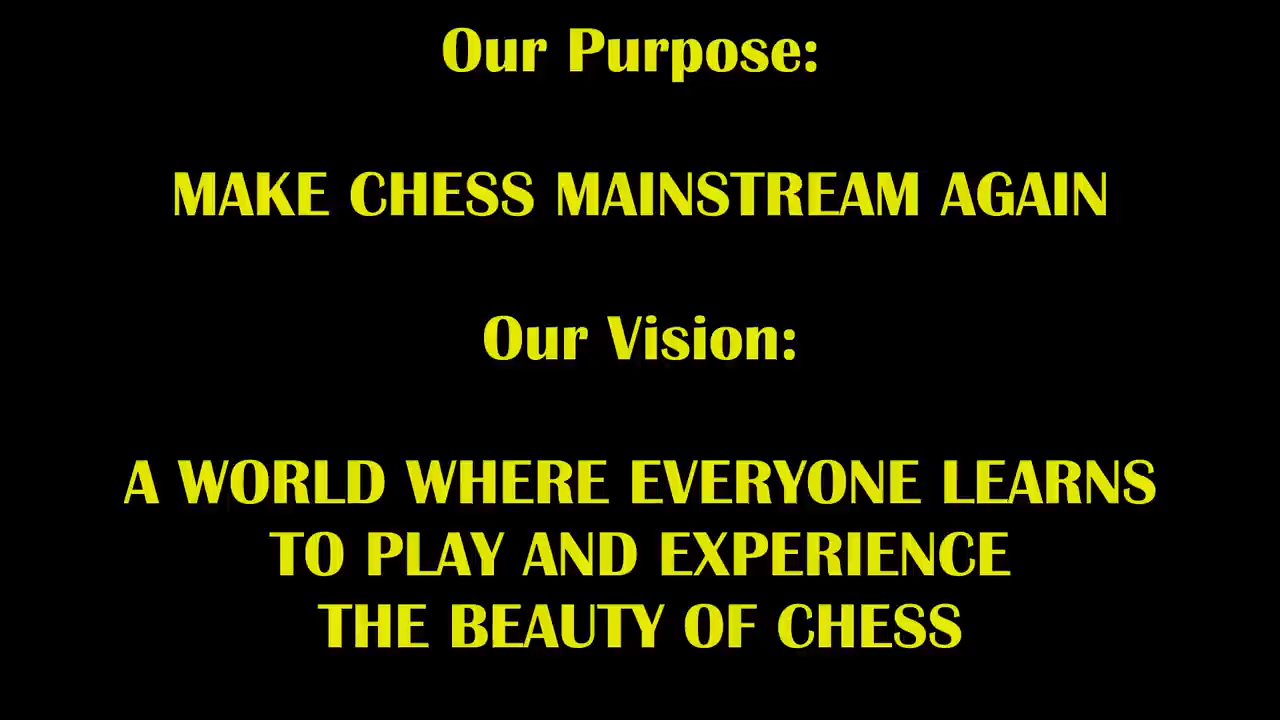 Our Purpose:
MAKE CHESS MAINSTREAM AGAIN
Our Vision:
A WORLD WHERE EVERYONE LEARNS
TO PLAY AND EXPERIENCE
THE BEAUTY OF CHESS